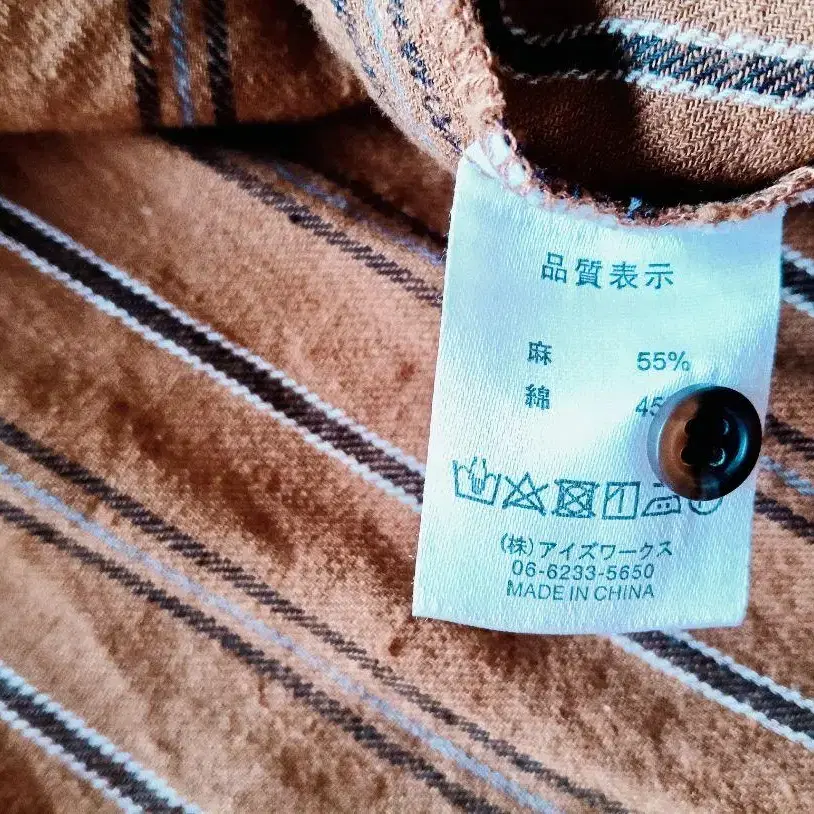 品質表示
麻 55%
綿 45
(株)アイズワークス
06-6233-5650
MADE IN CHINA